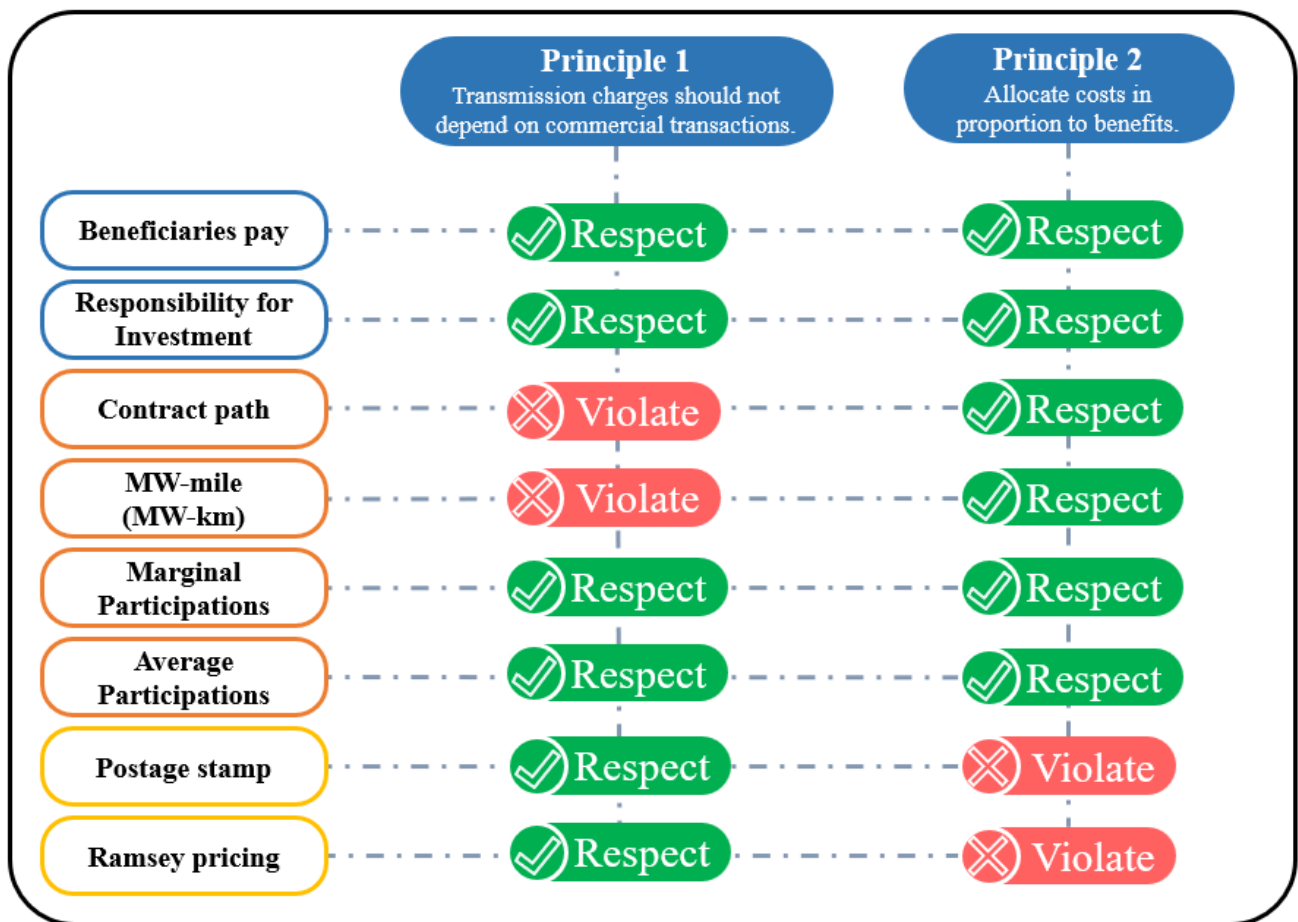 Principle 1
Transmission charges should not
depend on commercial transactions.
Principle 2
Allocate costs in
proportion to benefits.
Beneficiaries pay
Respect
Respect
Responsibility for
Investment
Respect
Respect
Contract path
Violate
Respect
MW-mile
(MW-km)
Violate
Respect
Marginal
Participations
Respect
Respect
Average
Participations
Respect
Respect
Postage stamp
Respect
Violate
Ramsey pricing
Respect
Violate